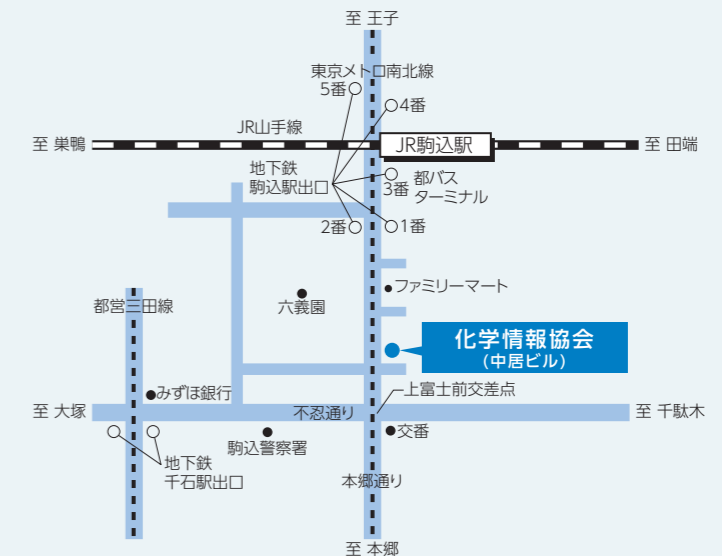 至 王子
東京メトロ南北線
5番
4番
JR山手線
至 巣鴨
JR駒込駅
至 田端
地下鉄
駒込駅出口
3番
都バス
ターミナル
2番
1番
ファミリーマート
都営三田線
六義園
化学情報協会
(中居ビル)
みずほ銀行
上富士前交差点
至 大塚
不忍通り
至 千駄木
駒込警察署
交番
地下鉄
千石駅出口
本郷通り
至 本郷